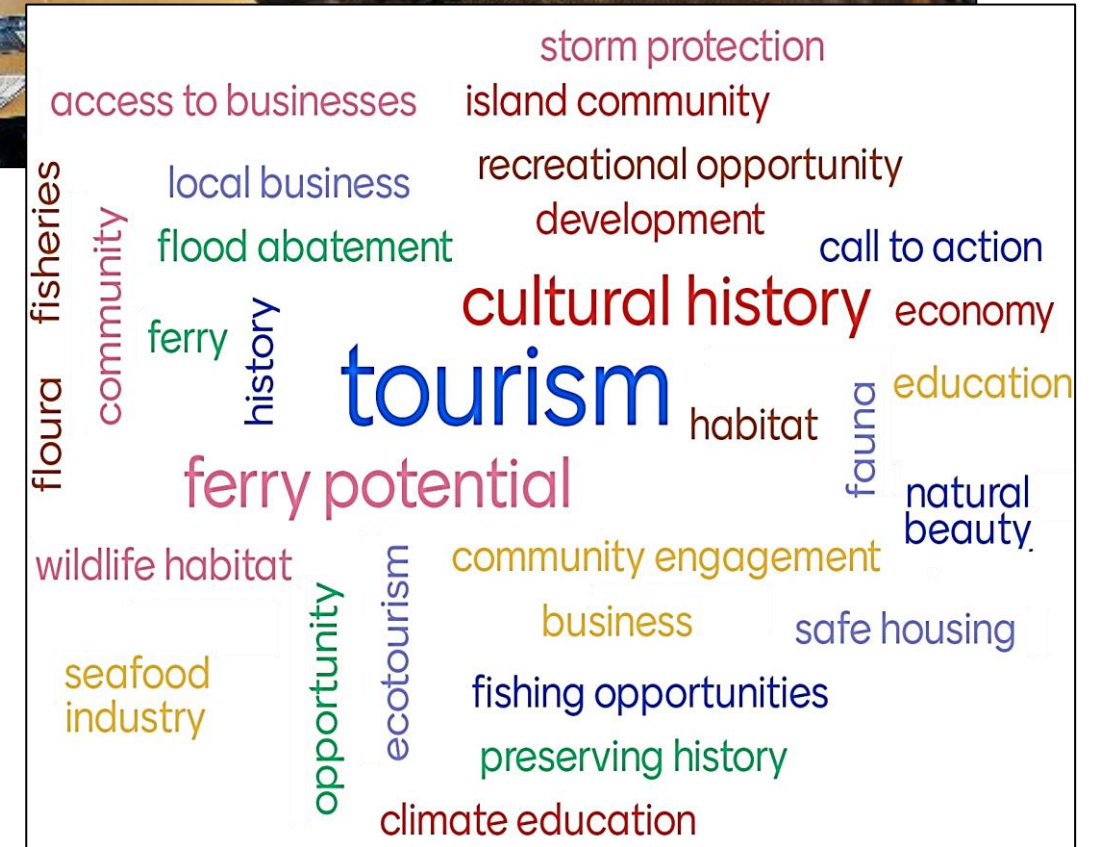 storm protection
access to businesses
island community
recreational opportunity
local business
fisheries
development
community
flood abatement
call to action
cultural history
economy
ferry
history
tourism
education
habitat
fauna
floura
ferry potential
natural
beauty
wildlife habitat
community engagement
ecotourism
opportunity
business
safe housing
seafood
industry
fishing opportunities
preserving history
climate education